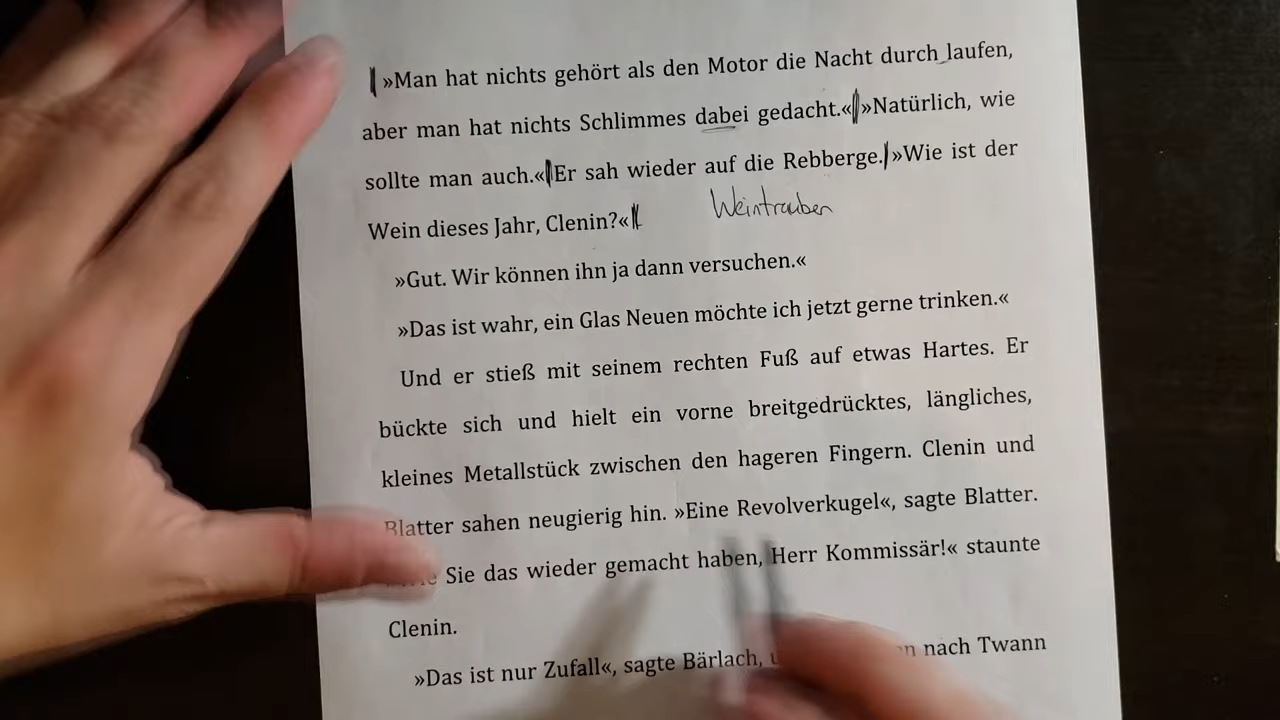 »Man hat nichts gehört als den Motor die Nacht durch laufen,
aber man hat nichts Schlimmes dabei gedacht.« »Natürlich, wie
sollte man auch.« Er sah wieder auf die Rebberge. »Wie ist der
Weintrauben
Wein dieses Jahr, Clenin?«
»Gut. Wir können ihn ja dann versuchen.«
»Das ist wahr, ein Glas Neuen möchte ich jetzt gerne trinken.«
Und er stieß mit seinem rechten Fuß auf etwas Hartes. Er
bückte sich und hielt ein vorne breitgedrücktes, längliches,
kleines Metallstück zwischen den hageren Fingern. Clenin und
Blatter sahen neugierig hin. »Eine Revolverkugel«, sagte Blatter.
Sie das wieder gemacht haben, Herr Kommissär!« staunte
Clenin.
»Das ist nur Zufall«, sagte Bärlach, nach Twann